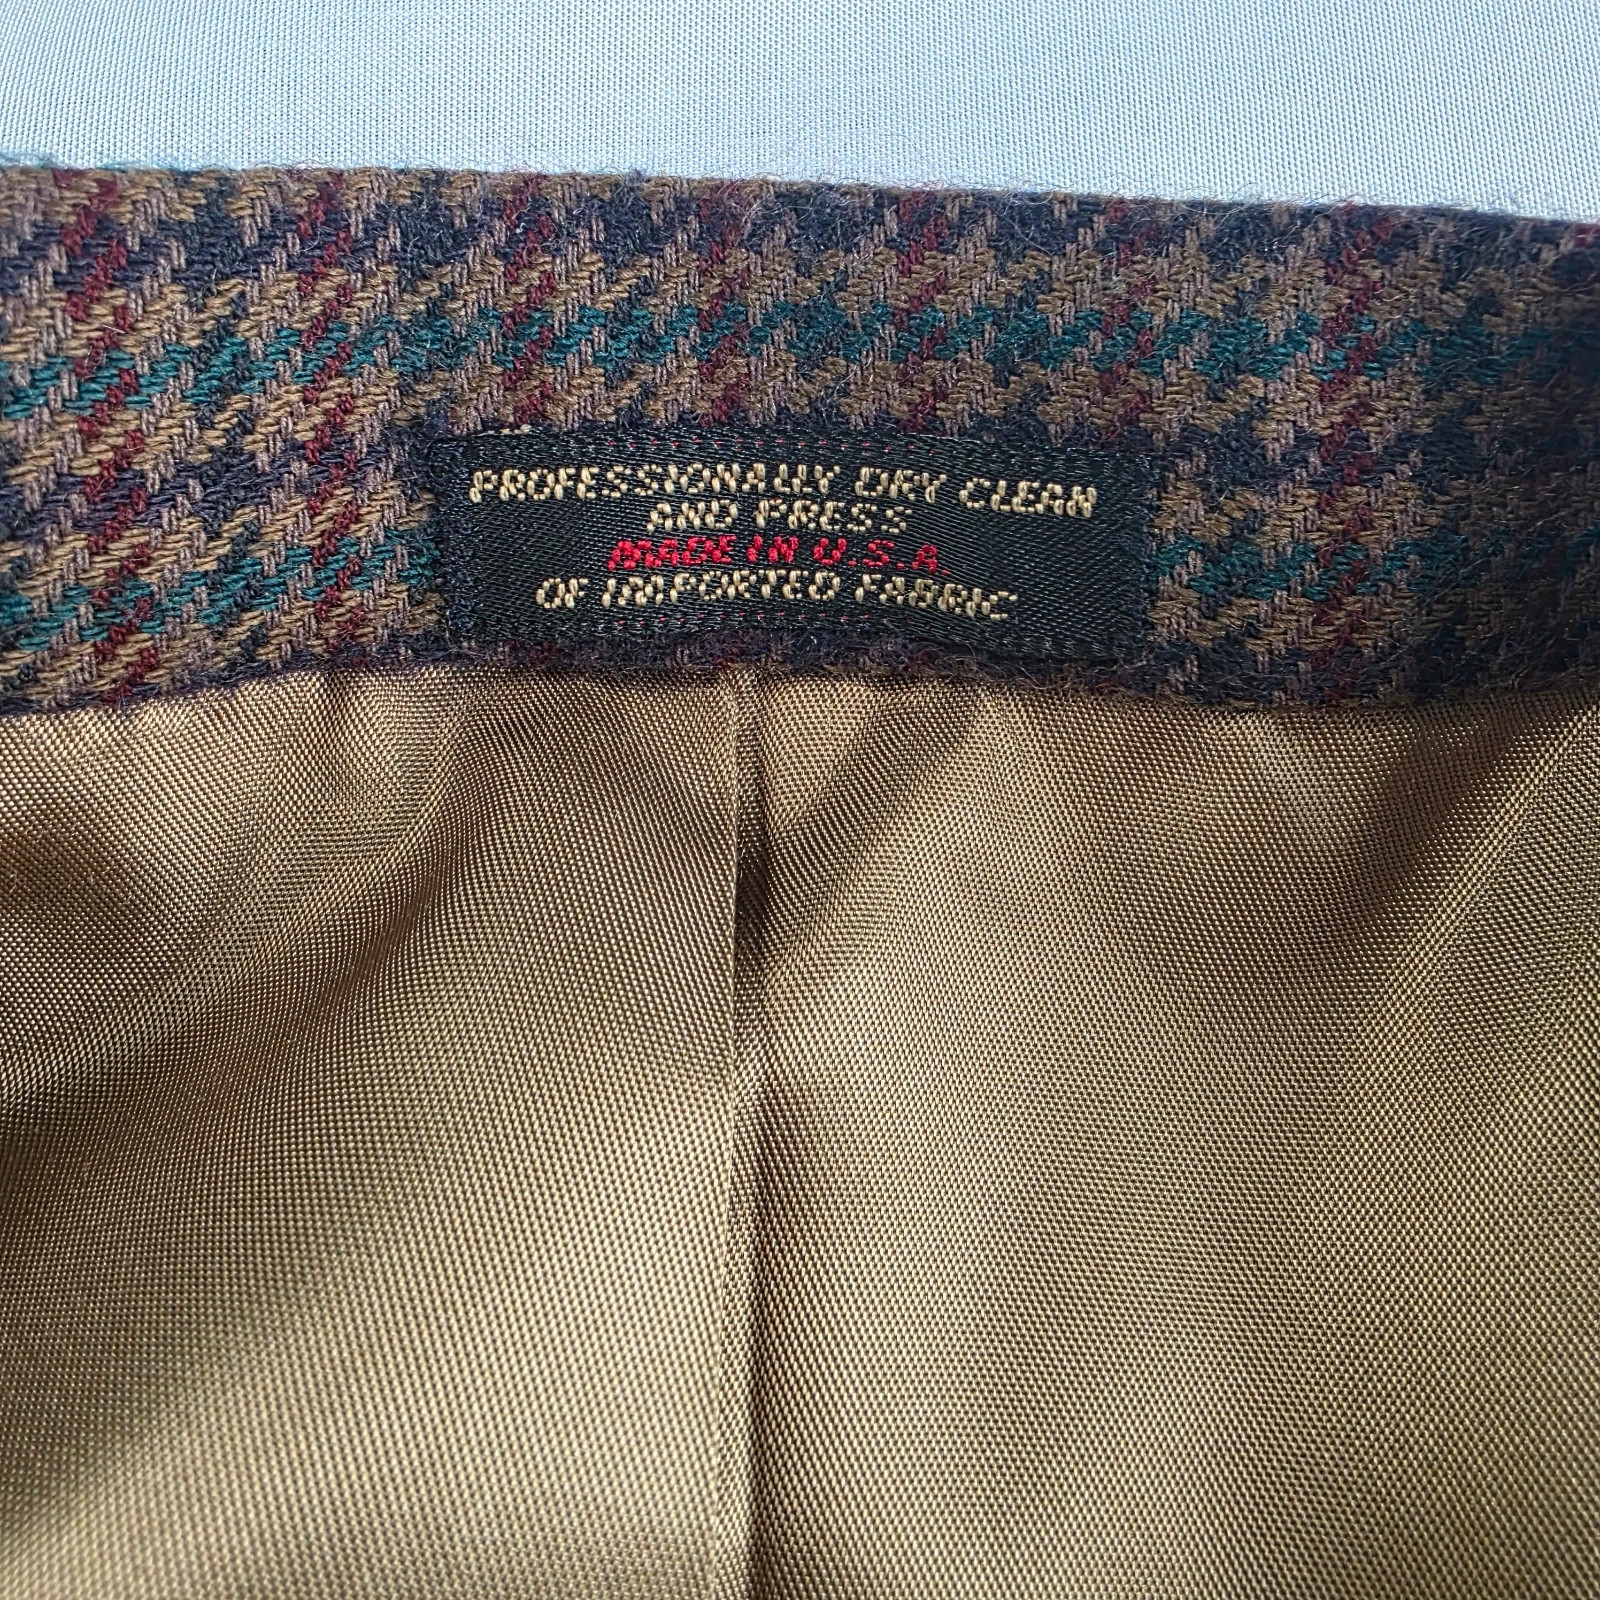 PROFESSIONALLY DRY CLEAN
AND PRESS
MADE IN U.S.A.
OF IMPORTED FABRIC